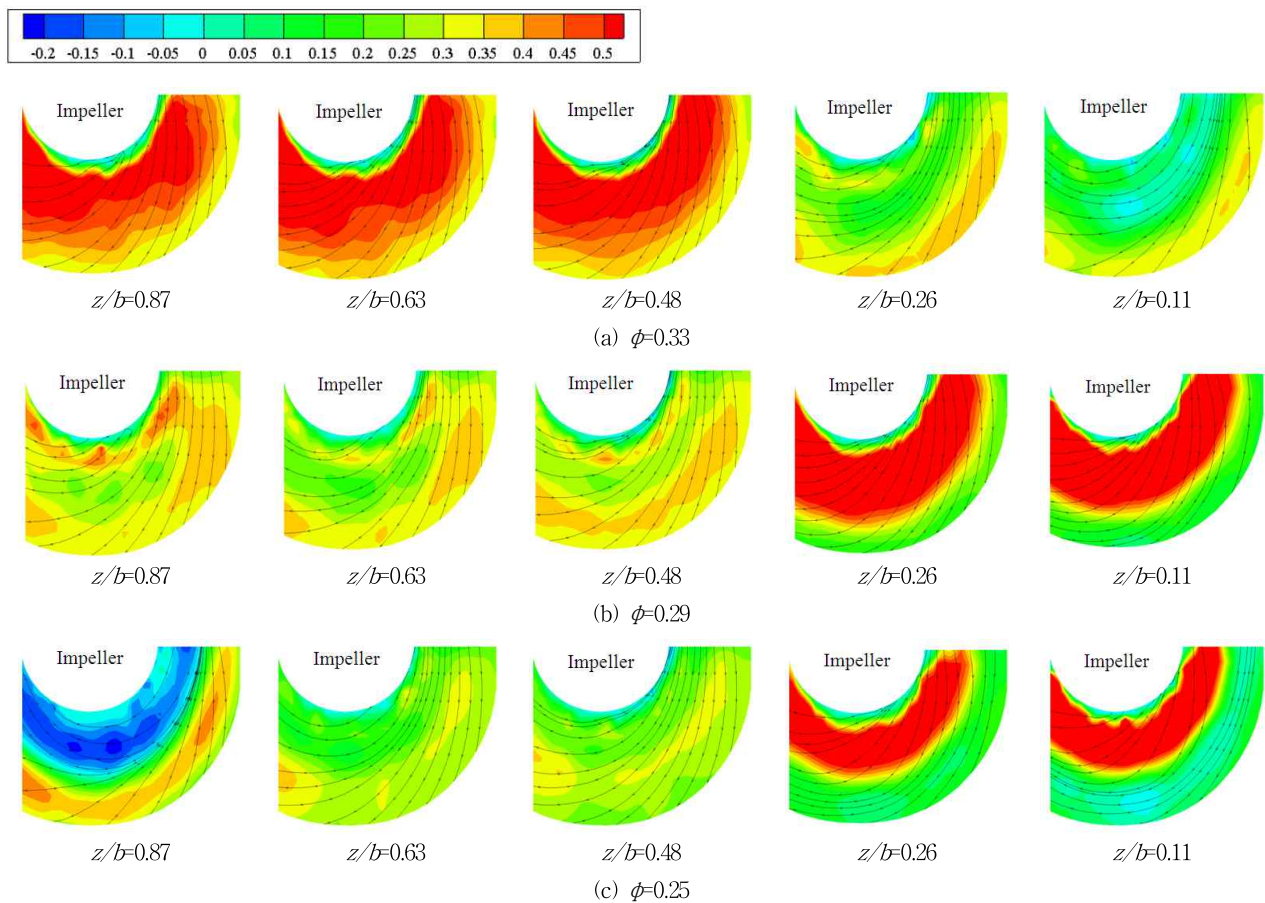 -0.2 -0.15 -0.1 -0.05 0 0.05 0.1 0.15 0.2 0.25 0.3 0.35 0.4 0.45 0.5
Impeller Impeller Impeller Impeller Impeller
z/b=0.87 z/b=0.63 z/b=0.48 z/b=0.26 z/b=0.11
(a) ϕ=0.33
Impeller Impeller Impeller Impeller Impeller
z/b=0.87 z/b=0.63 z/b=0.48 z/b=0.26 z/b=0.11
(b) ϕ=0.29
Impeller Impeller Impeller Impeller Impeller
z/b=0.87 z/b=0.63 z/b=0.48 z/b=0.26 z/b=0.11
(c) ϕ=0.25